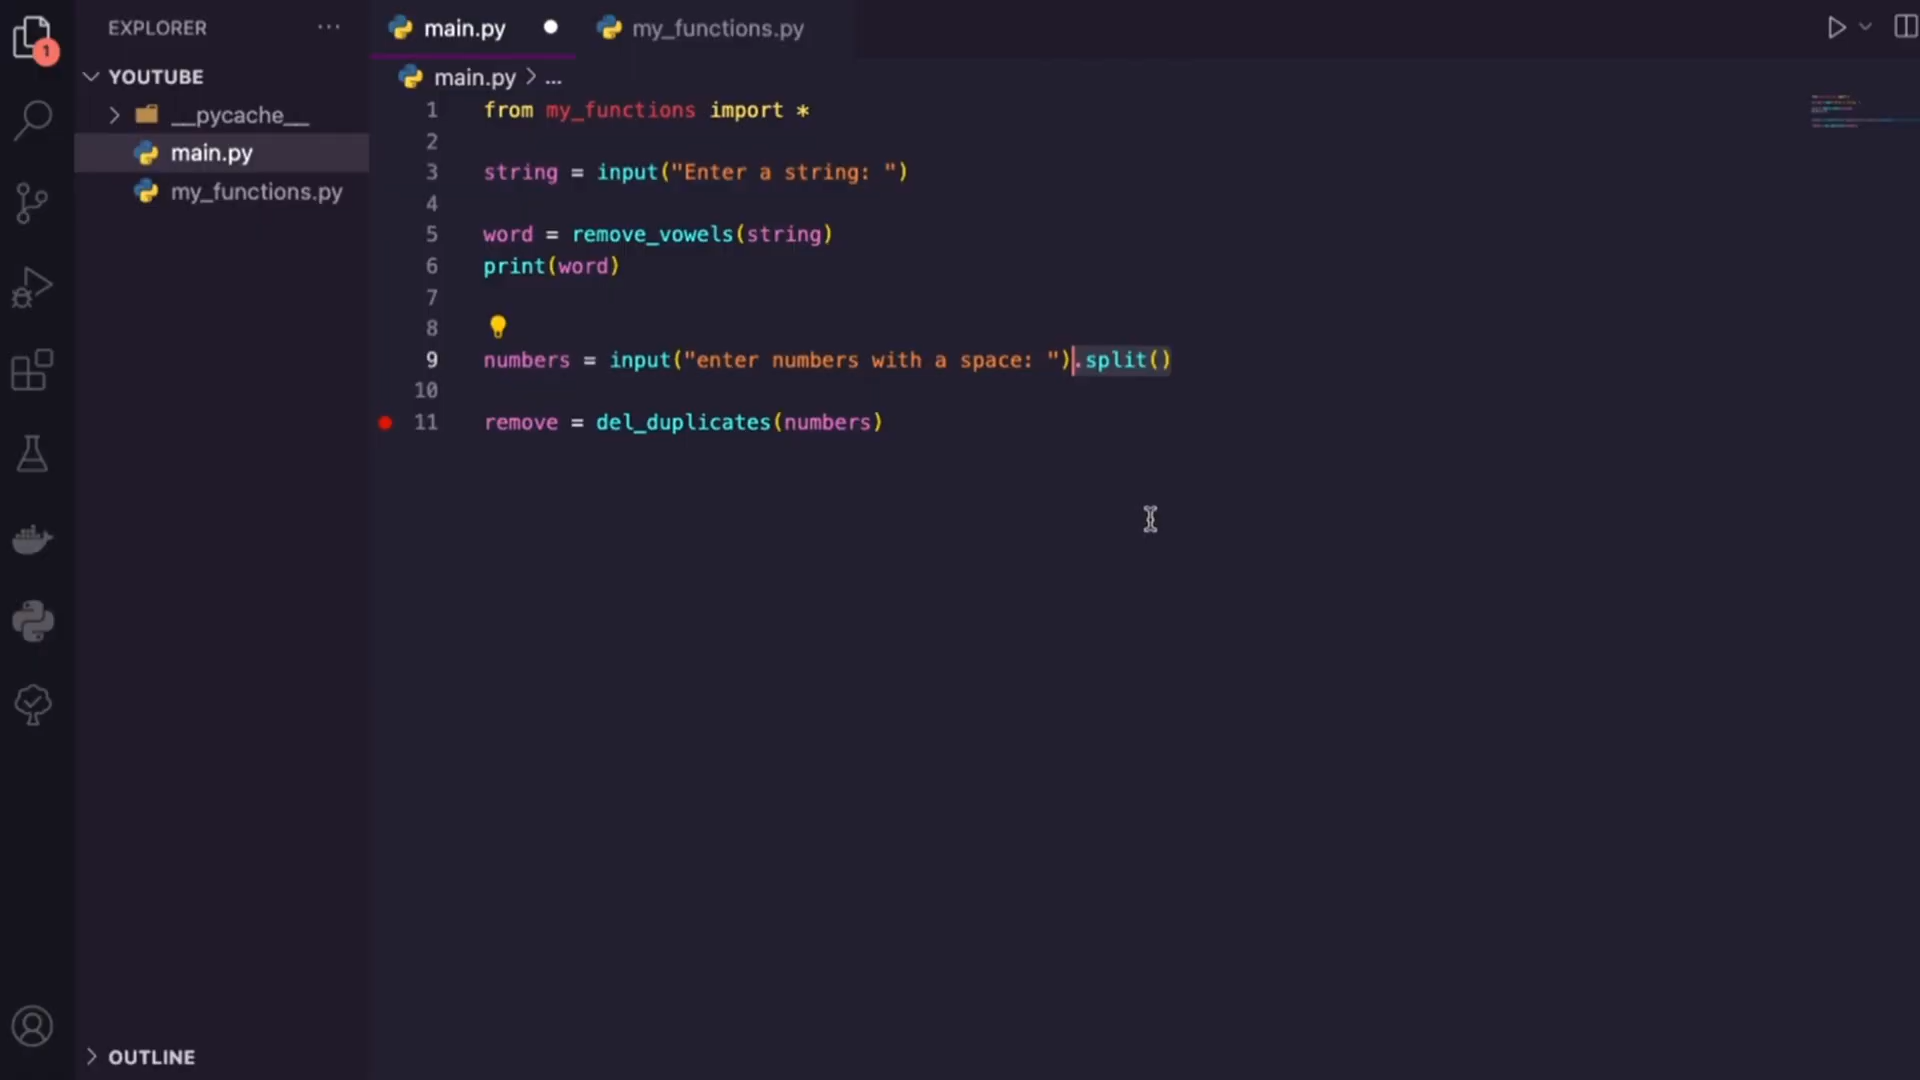 EXPLORER ...
main.py
my_functions.py
1
YOUTUBE
__pycache__
main.py
my_functions.py
OUTLINE
main.py > ...
1 from my_functions import *
2
3 string = input("Enter a string: ")
4
5 word = remove_vowels(string)
6 print(word)
7
8
9 numbers = input("enter numbers with a space: ").split()
10
11 remove = del_duplicates(numbers)